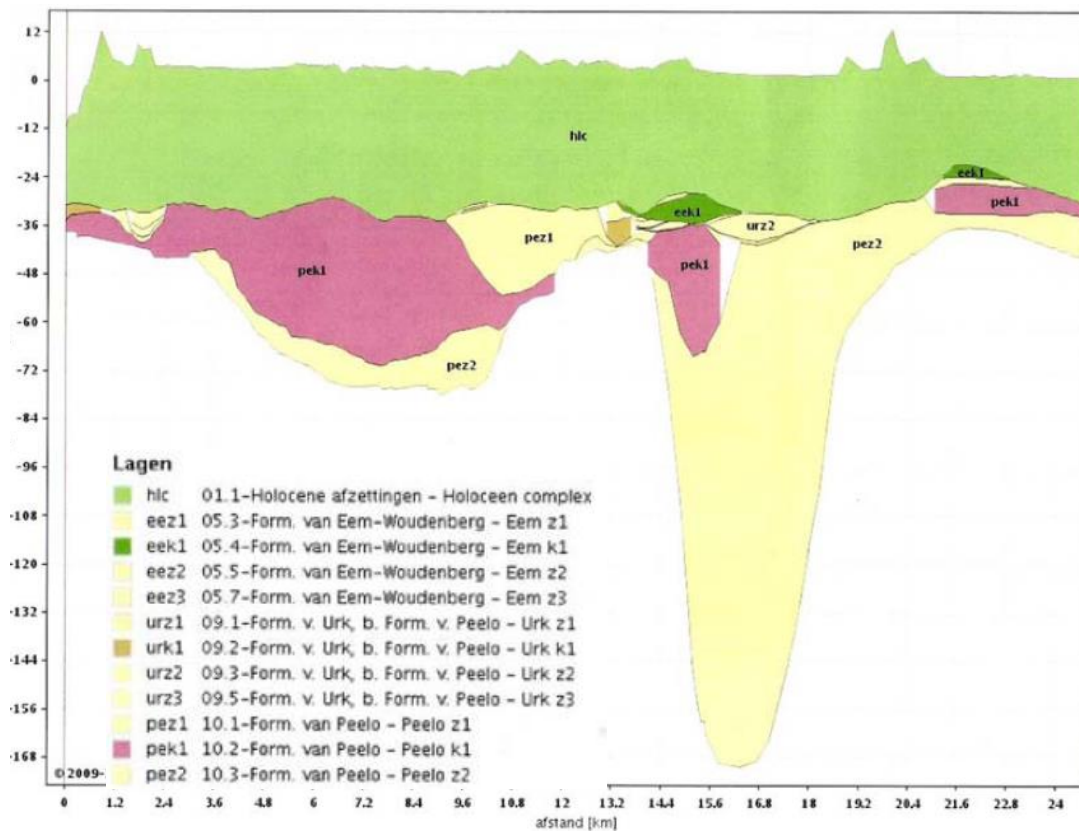 12
0
-12
-24
-36
-48
-60
-72
-84
-96
-108
-120
-132
-144
-156
-168
hlc
eek1
pek1
eek1
pez1
urz2
pez2
pek1
pek1
pez2
Lagen
hlc 01.1-Holocene afzettingen - Holoceen complex
eez1 05.3-Form. van Eem-Woudenberg - Eem z1
eek1 05.4-Form. van Eem-Woudenberg - Eem k1
eez2 05.5-Form. van Eem-Woudenberg - Eem z2
eez3 05.7-Form. van Eem-Woudenberg - Eem z3
urz1 09.1-Form. v. Urk, b. Form. v. Peelo - Urk z1
urk1 09.2-Form. v. Urk, b. Form. v. Peelo - Urk k1
urz2 09.3-Form. v. Urk, b. Form. v. Peelo - Urk z2
urz3 09.5-Form. v. Urk, b. Form. v. Peelo - Urk z3
pez1 10.1-Form. van Peelo - Peelo z1
pek1 10.2-Form. van Peelo - Peelo k1
pez2 10.3-Form. van Peelo - Peelo z2
©2009-
0 1.2 2.4 3.6 4.8 6 7.2 8.4 9.6 10.8 12 13.2 14.4 15.6 16.8 18 19.2 20.4 21.6 22.8 24
afstand [km]